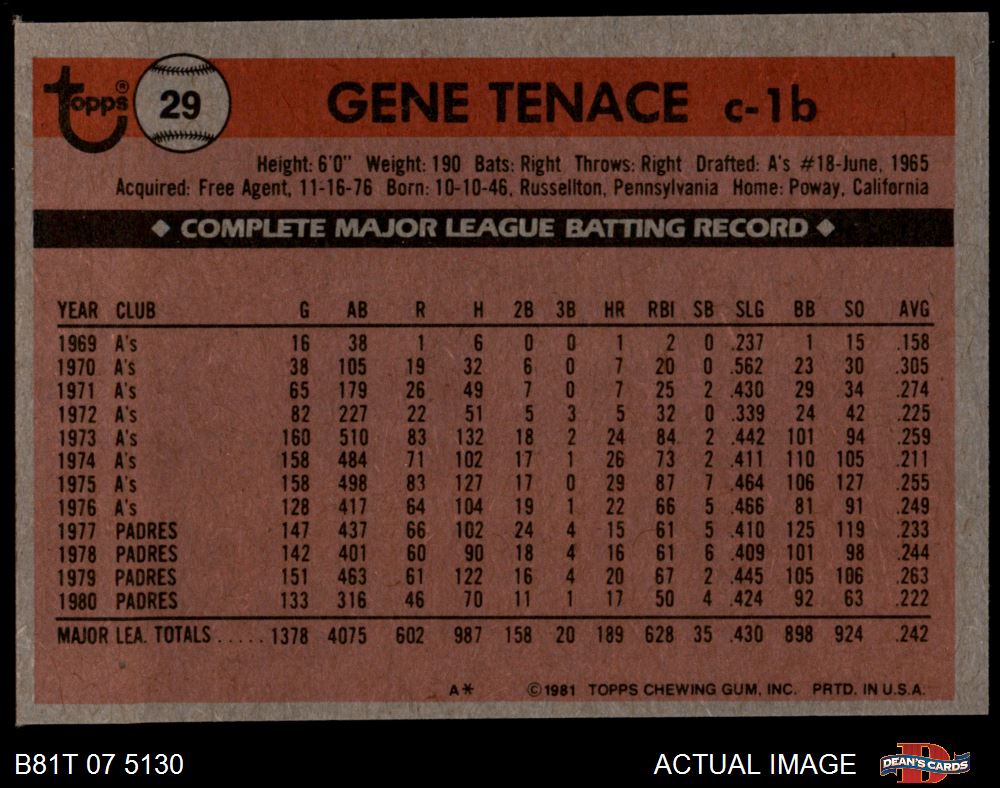 Topps® 29 GENE TENACE c-1b
Height: 6'0" Weight: 190 Bats: Right Throws: Right Drafted: A's #18-June, 1965
Acquired: Free Agent, 11-16-76 Born: 10-10-46, Russellton, Pennsylvania Home: Poway, California
◆ COMPLETE MAJOR LEAGUE BATTING RECORD ◆
YEAR CLUB G AB R H 2B 3B HR RBI SB SLG BB SO AVG
1969 A's 16 38 1 6 0 0 1 2 0 .237 1 15 .158
1970 A's 38 105 19 32 6 0 7 20 0 .562 23 30 .305
1971 A's 65 179 26 49 7 0 7 25 2 .430 29 34 .274
1972 A's 82 227 22 51 5 3 5 32 0 .339 24 42 .225
1973 A's 160 510 83 132 18 2 24 84 2 .442 101 94 .259
1974 A's 158 484 71 102 17 1 26 73 2 .411 110 105 .211
1975 A's 158 498 83 127 17 0 29 87 7 .464 106 127 .255
1976 A's 128 417 64 104 19 1 22 66 5 .466 81 91 .249
1977 PADRES 147 437 66 102 24 4 15 61 5 .410 125 119 .233
1978 PADRES 142 401 60 90 18 4 16 61 6 .409 101 98 .244
1979 PADRES 151 463 61 122 16 4 20 67 2 .445 105 106 .263
1980 PADRES 133 316 46 70 11 1 17 50 4 .424 92 63 .222
MAJOR LEA. TOTALS ..... 1378 4075 602 987 158 20 189 628 35 .430 898 924 .242
A* ©1981 TOPPS CHEWING GUM, INC. PRTD. IN U.S.A.
B81T 07 5130 ACTUAL IMAGE D DEAN'S CARDS